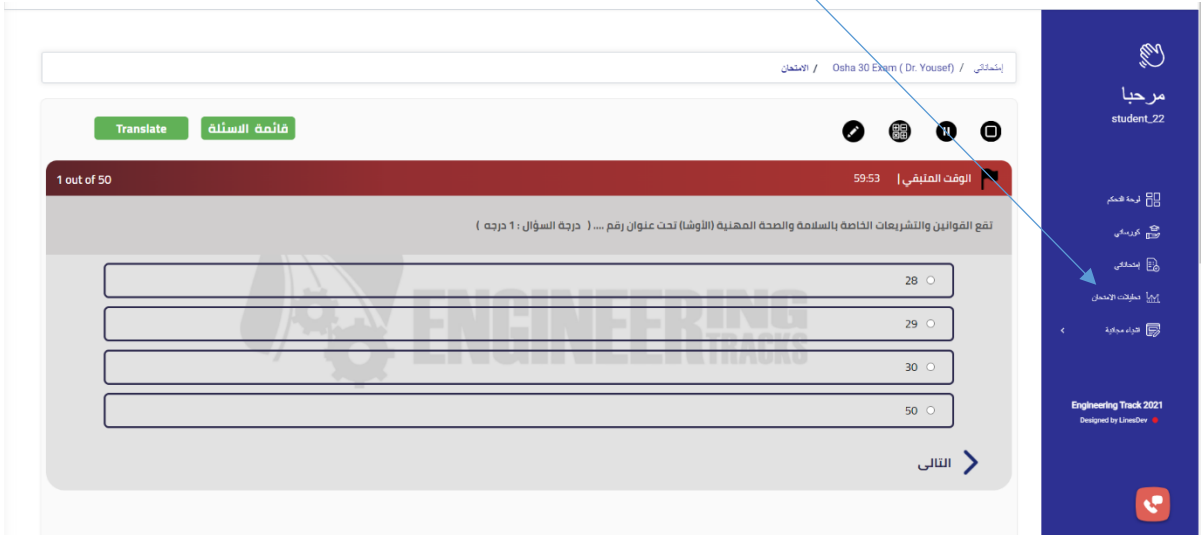 إمتحاناتي / Osha 30 Exam ( Dr. Yousef) / الامتحان
مرحبا
student_22
لوحة التحكم
كورساتي
إمتحاناتي
تحليلات الامتحان
اشياء مجانية
Engineering Track 2021
Designed by LinesDev
قائمة الاسئلة
Translate
الوقت المتبقي | 59:53
1 out of 50
تقع القوانين والتشريعات الخاصة بالسلامة والصحة المهنية (الأوشا) تحت عنوان رقم .... ( درجة السؤال : 1 درجه )
28
29
30
50
ENGINEERING
TRACKS
التالى